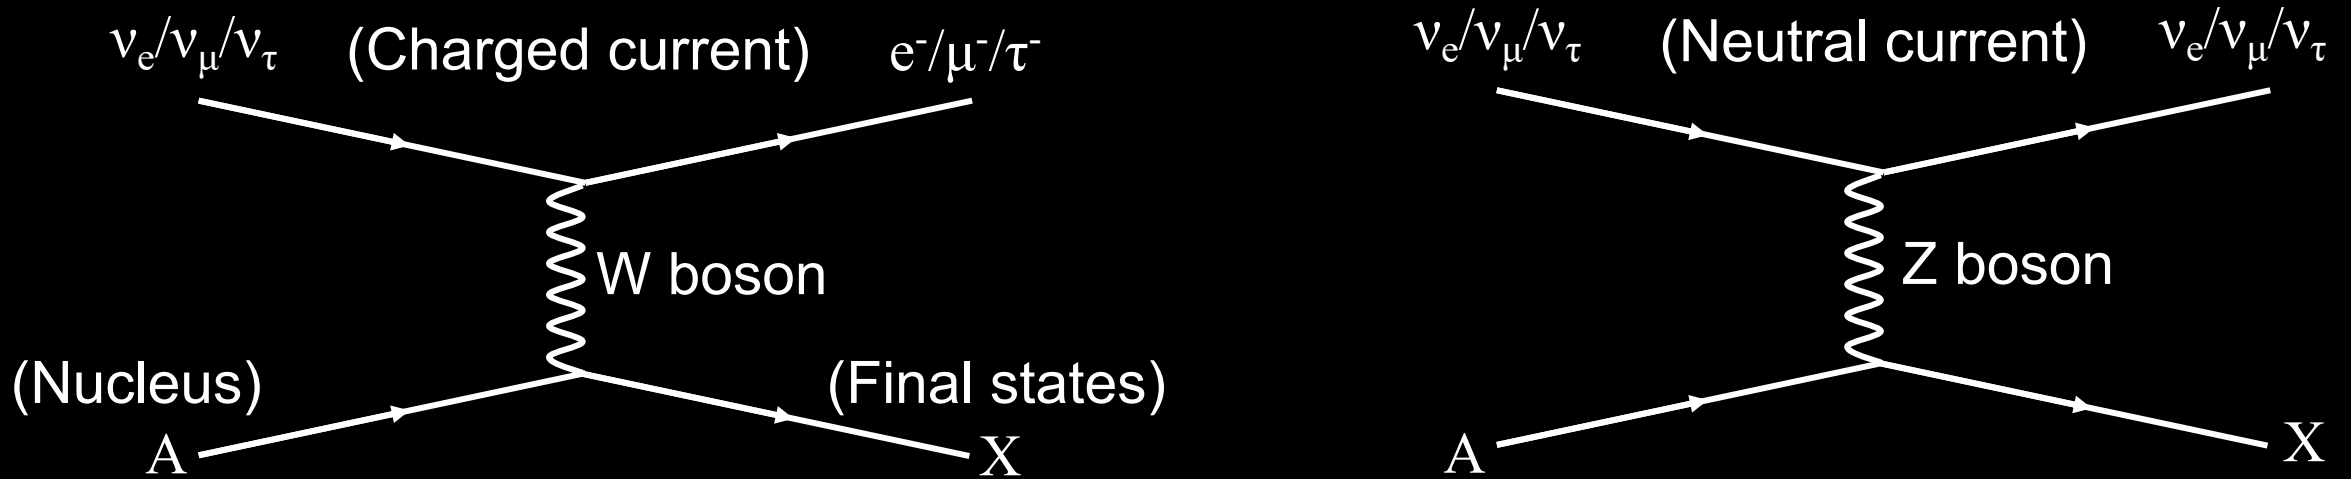 νe/νμ/ντ (Charged current) e-/μ-/τ-
W boson
(Nucleus) (Final states)
A X
νe/νμ/ντ (Neutral current) νe/νμ/ντ
Z boson
A X